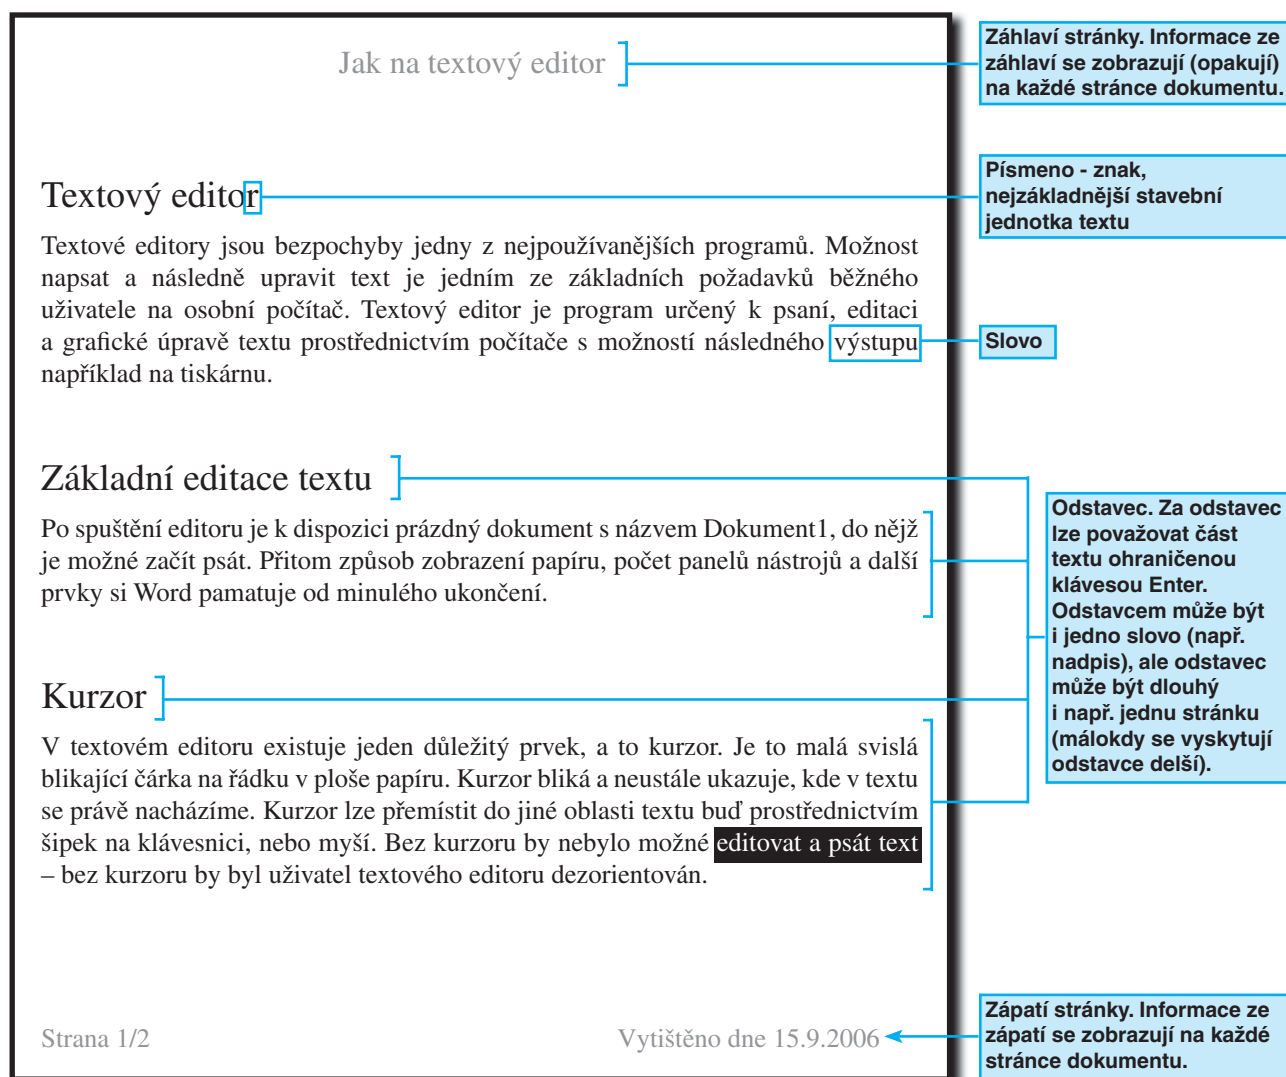 Jak na textový editor
Záhlaví stránky. Informace ze
záhlaví se zobrazují (opakují)
na každé stránce dokumentu.
Textový editor
Písmeno - znak,
nejzákladnější stavební
jednotka textu
Textové editory jsou bezpochyby jedny z nejpoužívanějších programů. Možnost
napsat a následně upravit text je jedním ze základních požadavků běžného
uživatele na osobní počítač. Textový editor je program určený k psaní, editaci
a grafické úpravě textu prostřednictvím počítače s možností následného výstupu
například na tiskárnu.
Slovo
Základní editace textu
Po spuštění editoru je k dispozici prázdný dokument s názvem Dokument1, do nějž
je možné začít psát. Přitom způsob zobrazení papíru, počet panelů nástrojů a další
prvky si Word pamatuje od minulého ukončení.
Odstavec. Za odstavec
lze považovat část
textu ohraničenou
klávesou Enter.
Odstavcem může být
i jedno slovo (např.
nadpis), ale odstavec
může být dlouhý
i např. jednu stránku
(málokdy se vyskytují
odstavce delší).
Kurzor
V textovém editoru existuje jeden důležitý prvek, a to kurzor. Je to malá svislá
blikající čárka na řádku v ploše papíru. Kurzor bliká a neustále ukazuje, kde v textu
se právě nacházíme. Kurzor lze přemístit do jiné oblasti textu buď prostřednictvím
šipek na klávesnici, nebo myší. Bez kurzoru by nebylo možné editovat a psát text
– bez kurzoru by byl uživatel textového editoru dezorientován.
Strana 1/2
Vytištěno dne 15.9.2006
Zápatí stránky. Informace ze
zápatí se zobrazují na každé
stránce dokumentu.